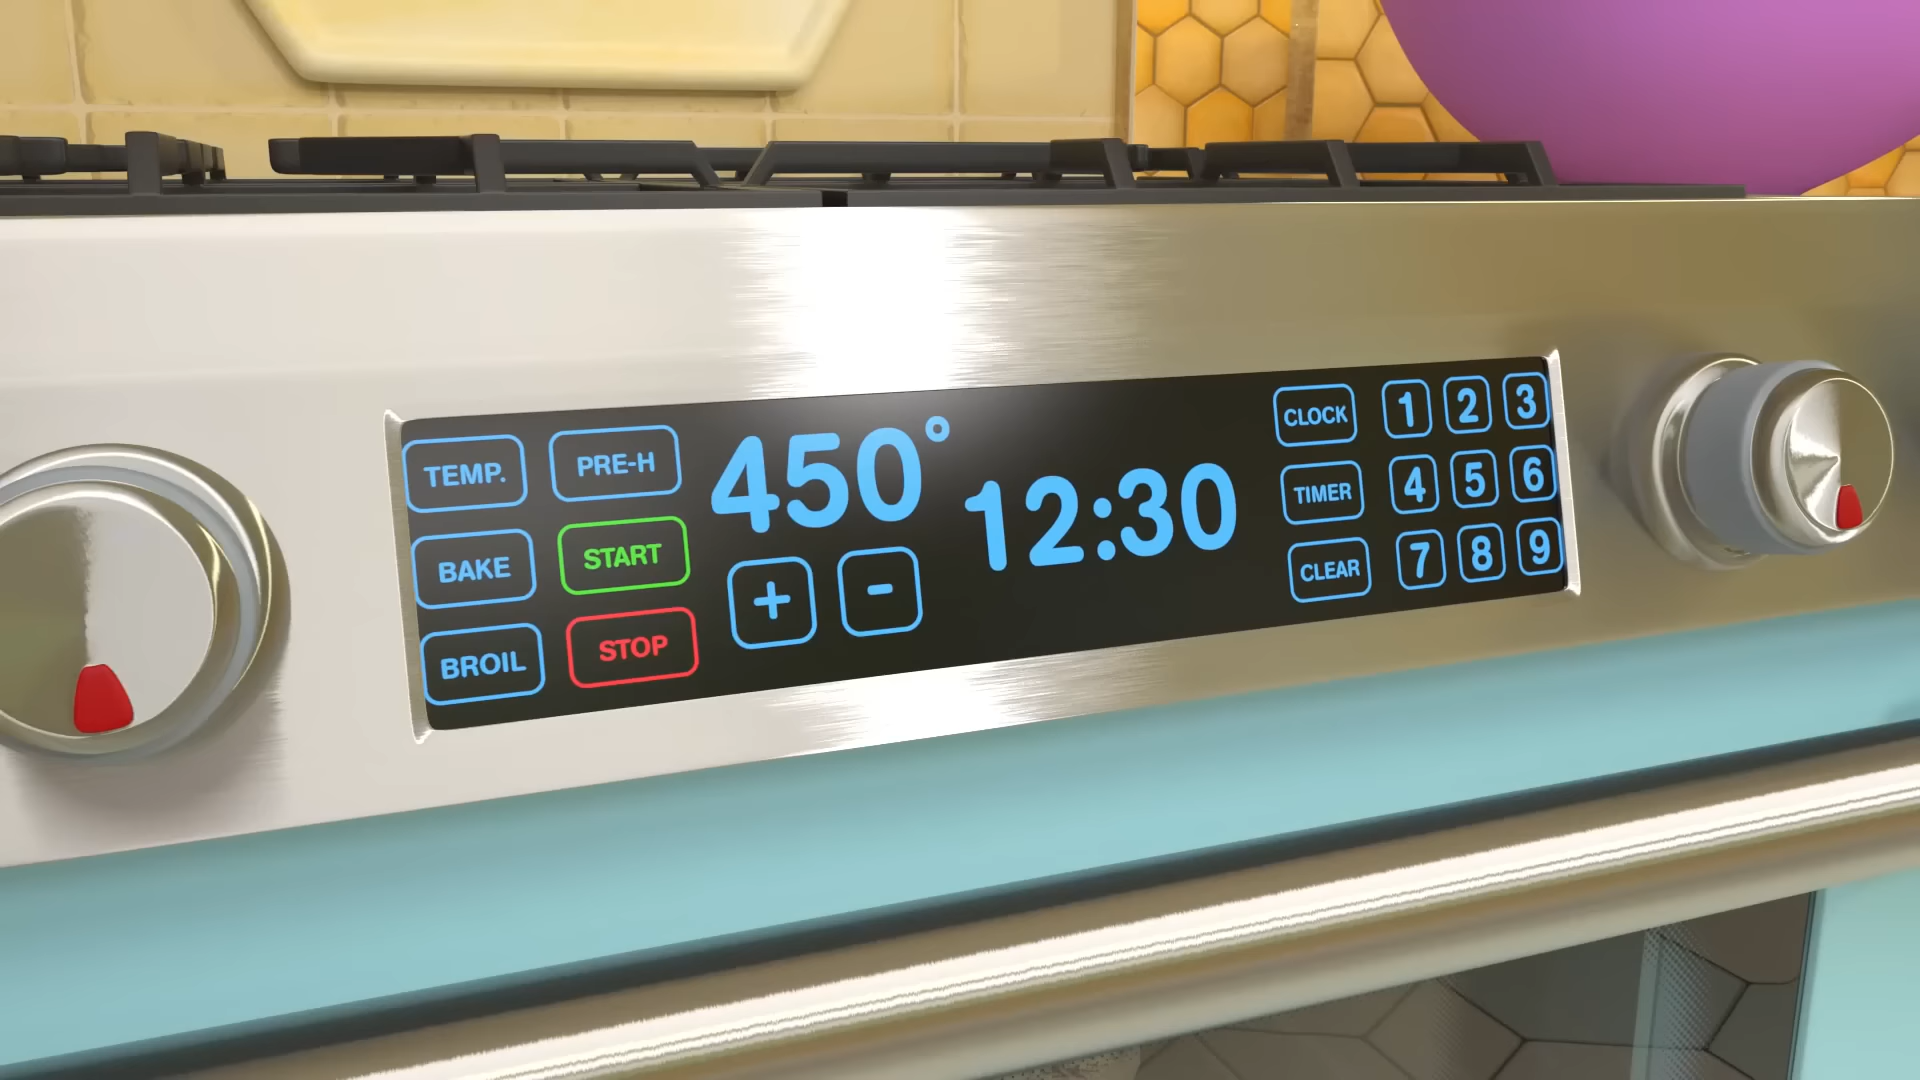 TEMP. PRE-H 450° 12:30 CLOCK 1 2 3
BAKE START + - TIMER 4 5 6
BROIL STOP CLEAR 7 8 9